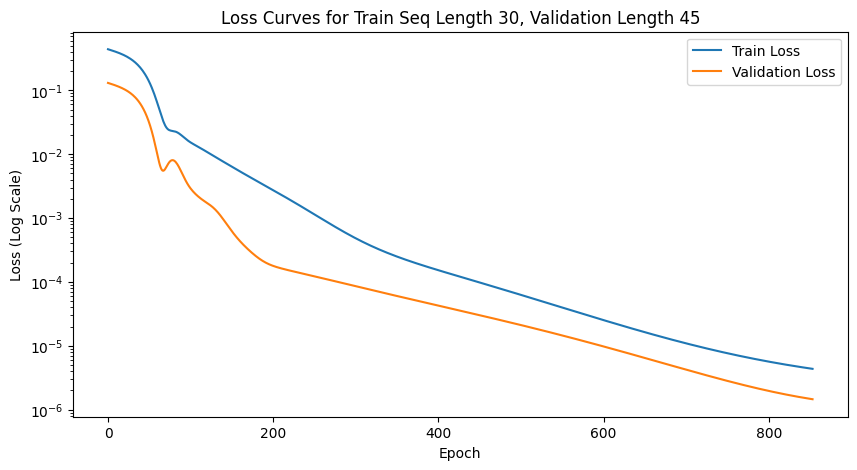 Loss Curves for Train Seq Length 30, Validation Length 45
Train Loss
Validation Loss
Loss (Log Scale)
10⁻¹
10⁻²
10⁻³
10⁻⁴
10⁻⁵
10⁻⁶
0 200 400 600 800
Epoch